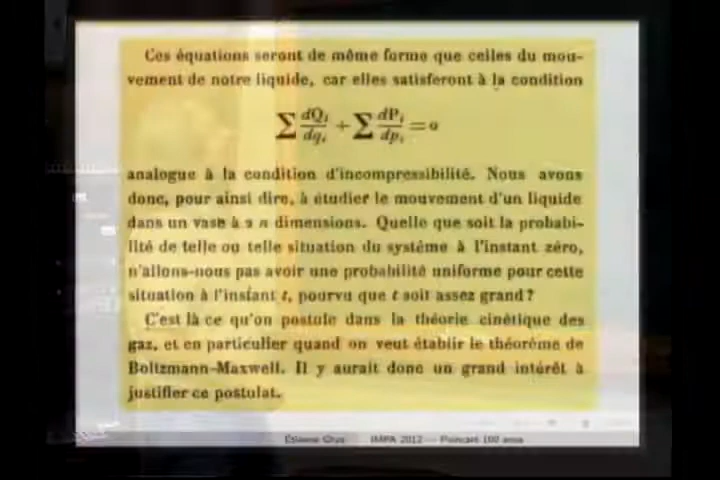 Ces équations seront de même forme que celles du mou-
vement de notre liquide, car elles satisferont à la condition
∑ dQᵢ/dqᵢ + ∑ dPᵢ/dpᵢ = 0
analogue à la condition d'incompressibilité. Nous avons
donc, pour ainsi dire, à étudier le mouvement d'un liquide
dans un vase à 2 n dimensions. Quelle que soit la probabi-
lité de telle ou telle situation du système à l'instant zéro,
n'allons-nous pas avoir une probabilité uniforme pour cette
situation à l'instant t, pourvu que t soit assez grand ?
C'est là ce qu'on postule dans la théorie cinétique des
gaz, et en particulier quand on veut établir le théorème de
Boltzmann-Maxwell. Il y aurait donc un grand intérêt à
justifier ce postulat.
Étienne Ghys IMPA 2012 — Poincaré 100 anos